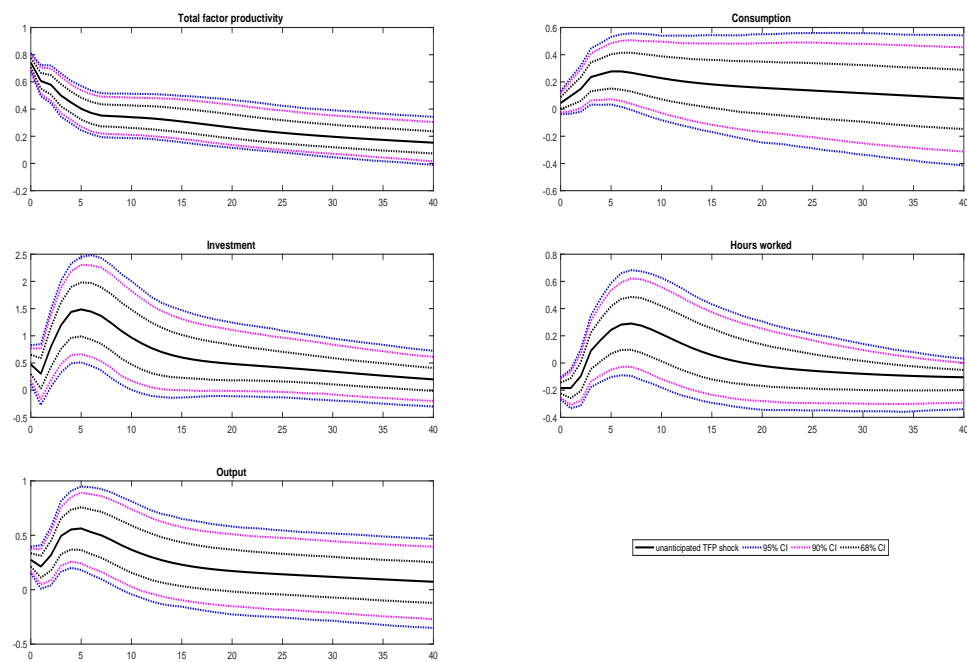 Total factor productivity
1
0.8
0.6
0.4
0.2
0
-0.2
0 5 10 15 20 25 30 35 40
Consumption
0.6
0.4
0.2
0
-0.2
-0.4
-0.6
0 5 10 15 20 25 30 35 40
Investment
2.5
2
1.5
1
0.5
0
-0.5
0 5 10 15 20 25 30 35 40
Hours worked
0.8
0.6
0.4
0.2
0
-0.2
-0.4
0 5 10 15 20 25 30 35 40
Output
1
0.5
0
-0.5
0 5 10 15 20 25 30 35 40
unanticipated TFP shock 95% CI 90% CI 68% CI